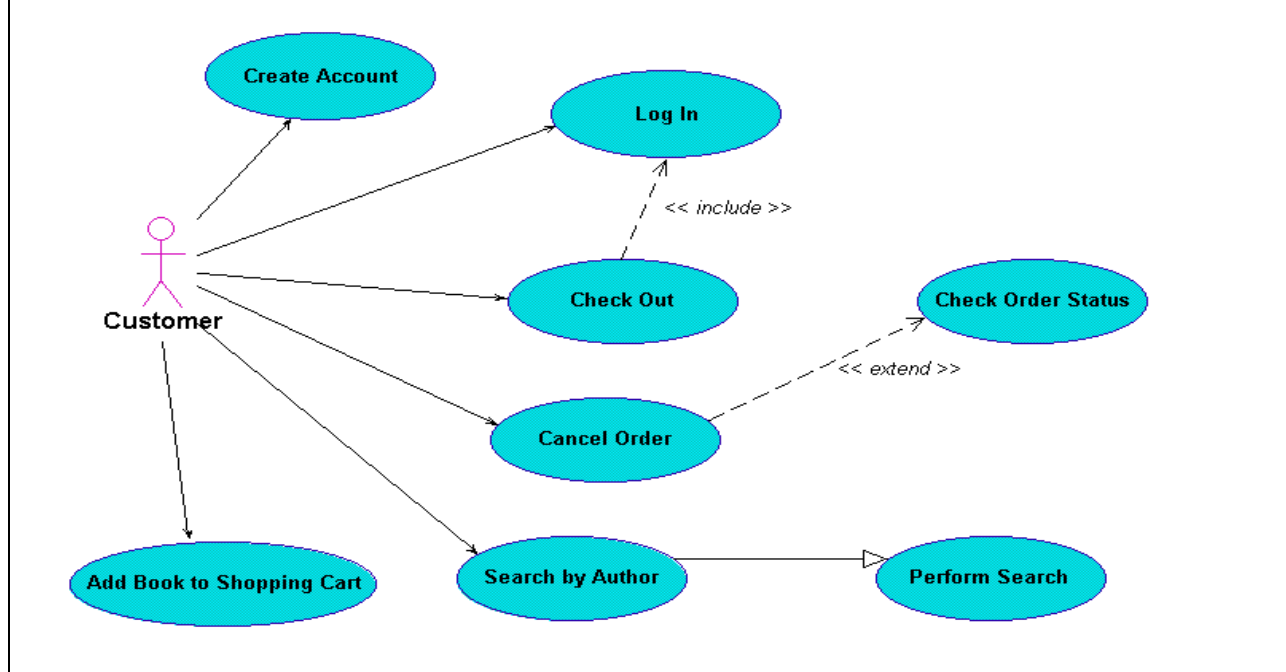 Create Account
Log In
<< include >>
Check Out
Check Order Status
Customer
<< extend >>
Cancel Order
Add Book to Shopping Cart
Search by Author
Perform Search